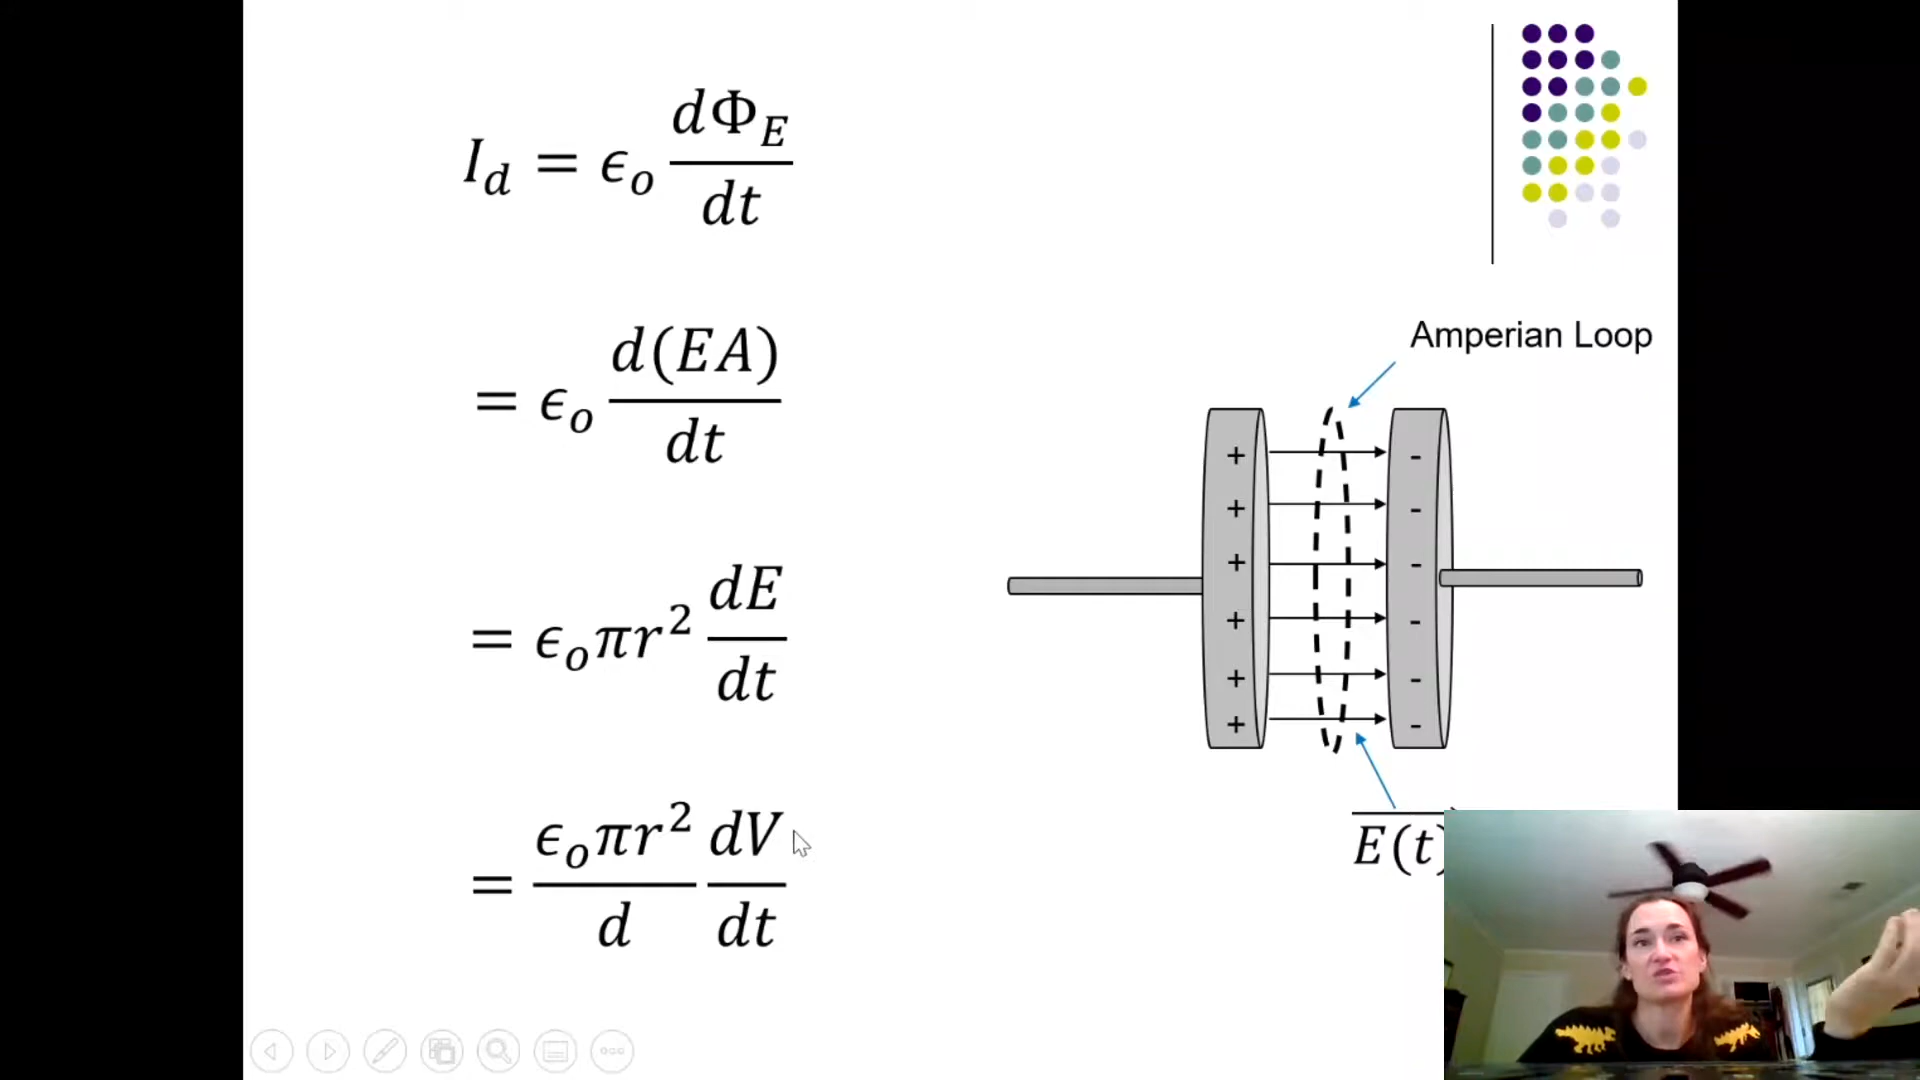 I_d = ϵ_o dΦ_E/dt
= ϵ_o d(EA)/dt
= ϵ_o πr² dE/dt
= ϵ_o πr²/d dV/dt
Amperian Loop
+ -
+ -
+ -
+ -
+ -
+ -
E(t)